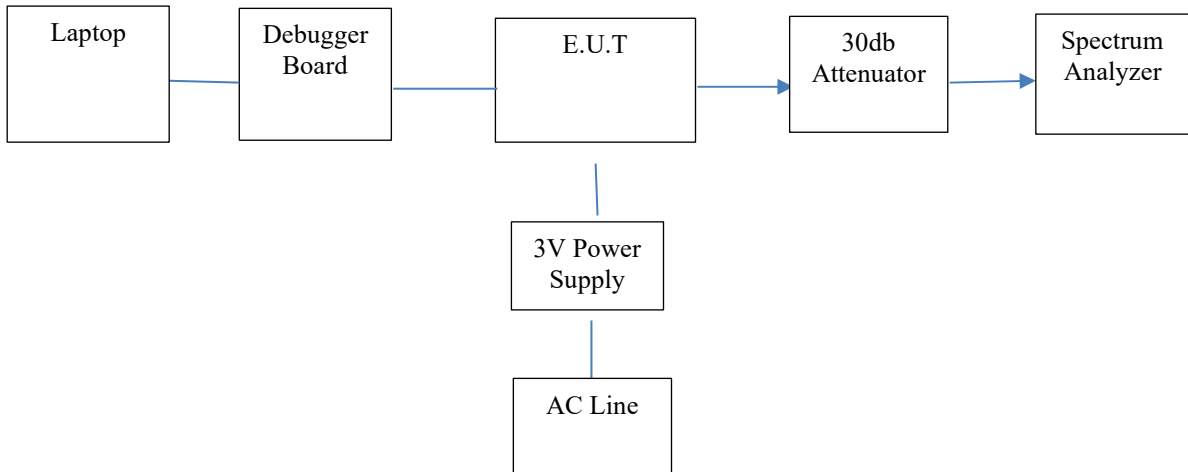 Laptop
Debugger
Board
E.U.T
30db
Attenuator
Spectrum
Analyzer
3V Power
Supply
AC Line